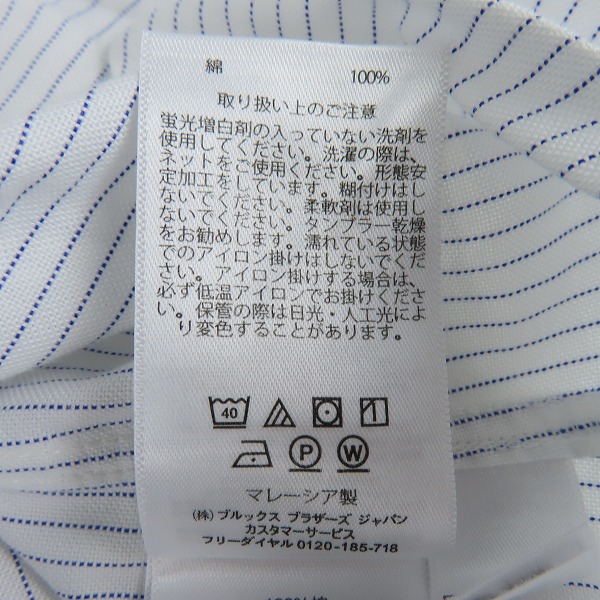 綿 100%
取り扱い上のご注意
蛍光増白剤の入っていない洗剤を
使用してください。洗濯の際は、
ネットをご使用ください。形態安
定加工をしています。糊付けはし
ないでください。柔軟剤は使用し
ないでください。タンブラー乾燥
をお勧めします。濡れている状態
でのアイロン掛けはしないでくだ
さい。アイロン掛けする場合は、
必ず低温アイロンでお掛けくださ
い。保管の際は日光・人工光によ
り変色することがあります。
40
P W
マレーシア製
(株) ブルックス ブラザーズ ジャパン
カスタマーサービス
フリーダイヤル 0120-185-718